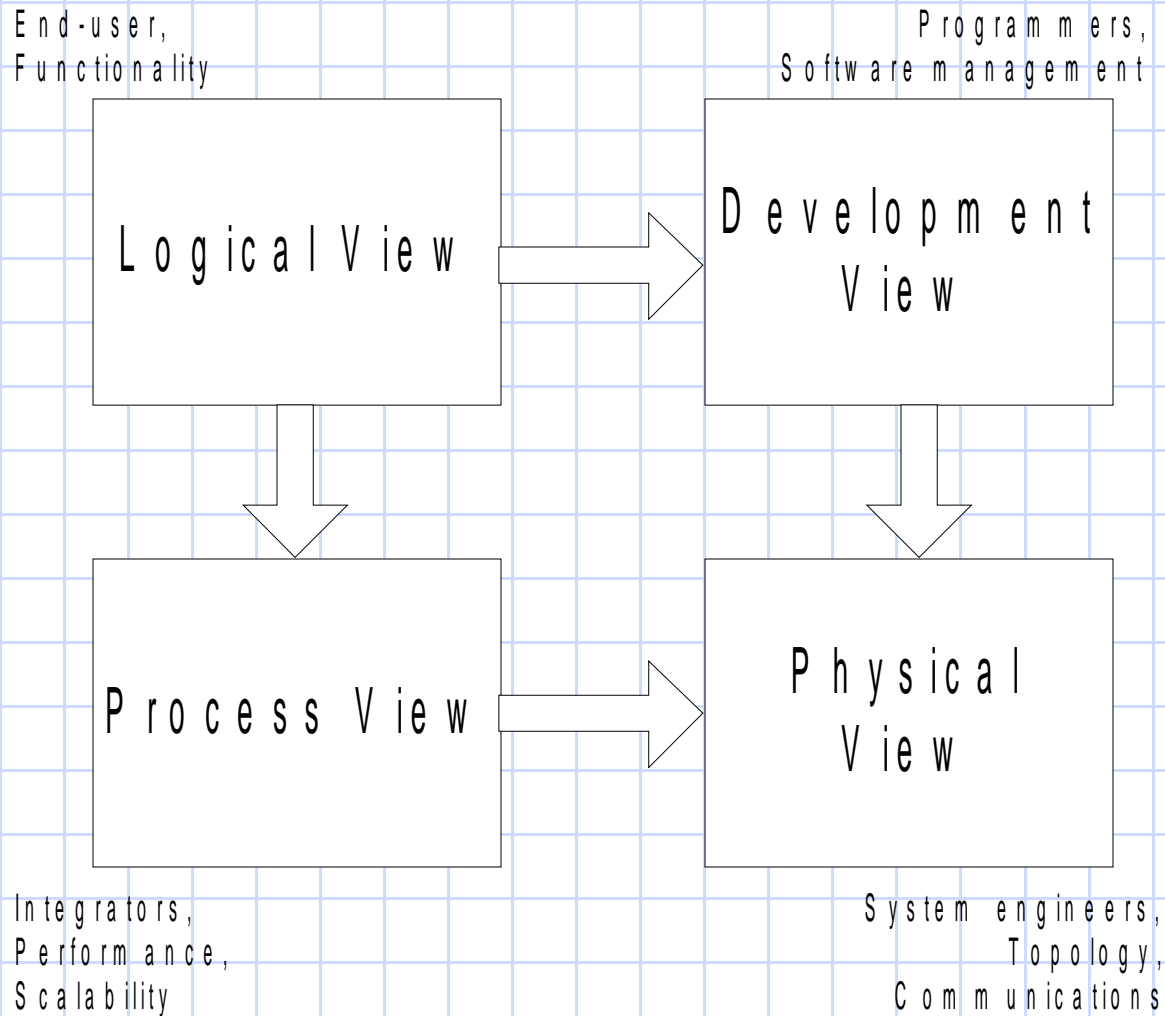 End-user,
Functionality
Programmers,
Software management
Logical View
Development
View
Process View
Physical
View
Integrators,
Performance,
Scalability
System engineers,
Topology,
Communications